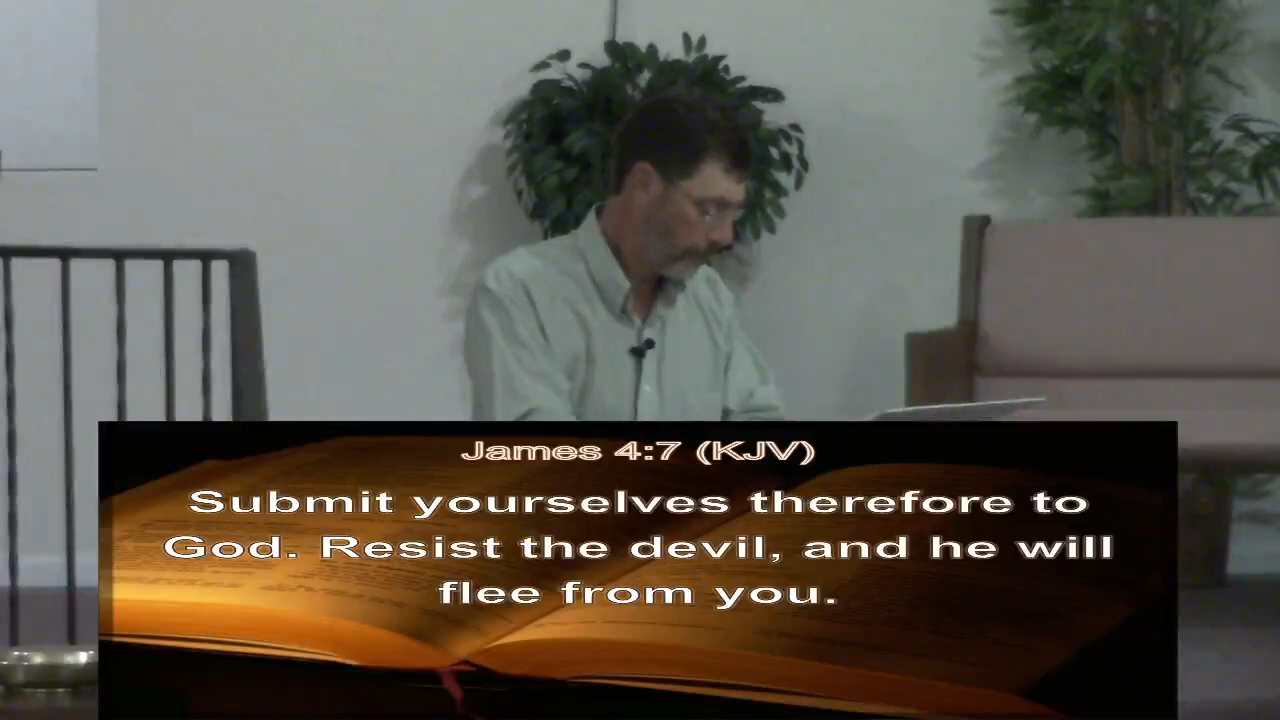 James 4:7 (KJV)
Submit yourselves therefore to
God. Resist the devil, and he will
flee from you.